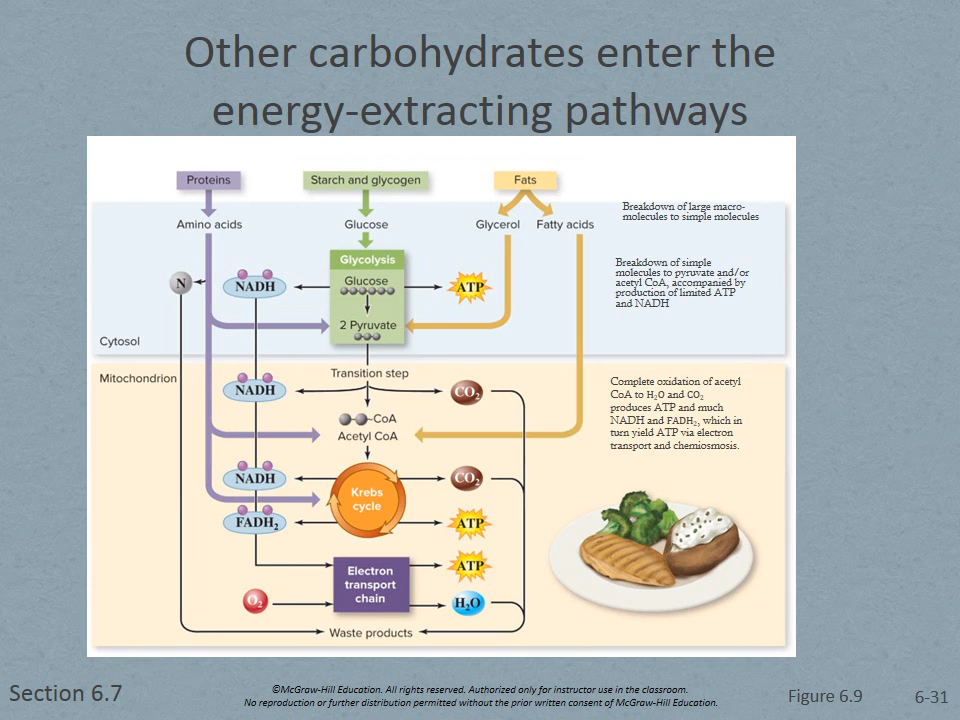 Other carbohydrates enter the
energy-extracting pathways
Proteins
Starch and glycogen
Fats
Breakdown of large macro-
molecules to simple molecules
Amino acids
Glucose
Glycerol
Fatty acids
Glycolysis
Breakdown of simple
molecules to pyruvate and/or
acetyl CoA, accompanied by
production of limited ATP
and NADH
N
NADH
Glucose
ATP
2 Pyruvate
Cytosol
Mitochondrion
Transition step
NADH
CO₂
Complete oxidation of acetyl
CoA to H₂O and CO₂
produces ATP and much
NADH and FADH₂, which in
turn yield ATP via electron
transport and chemiosmosis.
CoA
Acetyl CoA
NADH
CO₂
Krebs
cycle
FADH₂
ATP
Electron
transport
chain
ATP
O₂
H₂O
Waste products
Section 6.7
©McGraw-Hill Education. All rights reserved. Authorized only for instructor use in the classroom.
No reproduction or further distribution permitted without the prior written consent of McGraw-Hill Education.
Figure 6.9
6-31